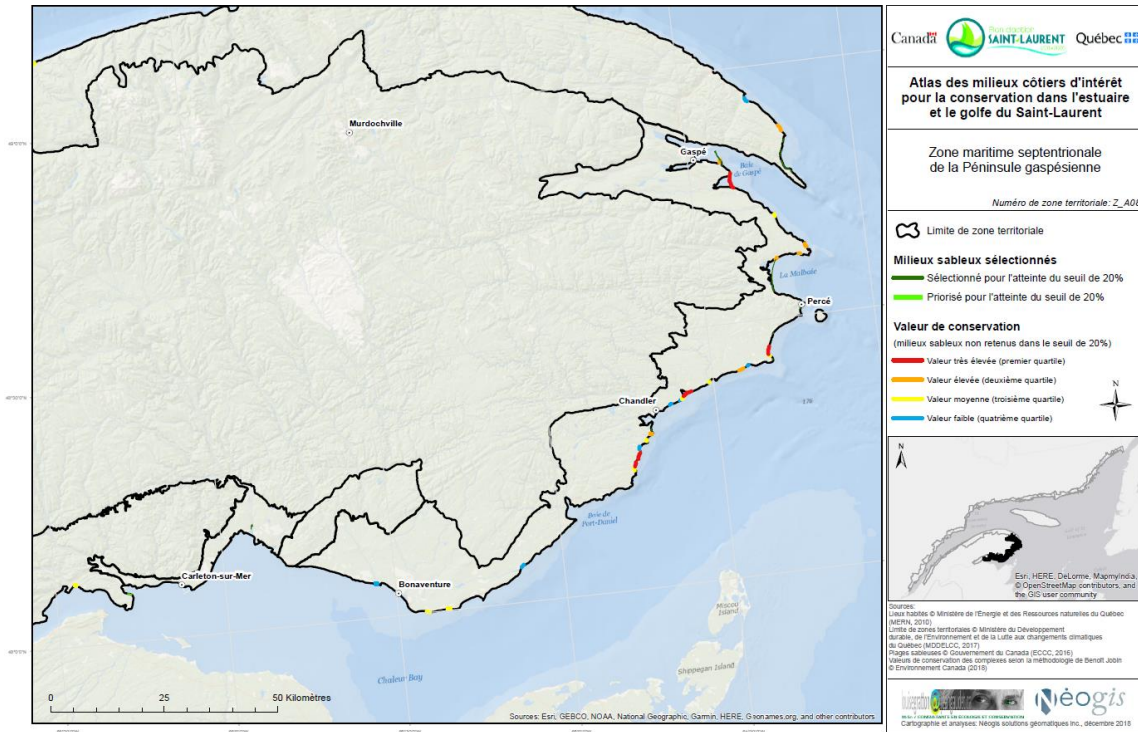 Canada
SAINT-LAURENT
Québec
Atlas des milieux côtiers d'intérêt
pour la conservation dans l'estuaire
et le golfe du Saint-Laurent
Zone maritime septentrionale
de la Péninsule gaspésienne
Numéro de zone territoriale: Z_A08
Limite de zone territoriale
Milieux sableux sélectionnés
Sélectionné pour l'atteinte du seuil de 20%
Priorisé pour l'atteinte du seuil de 20%
Valeur de conservation
(milieux sableux non retenus dans le seuil de 20%)
Valeur très élevée (premier quartile)
Valeur élevée (deuxième quartile)
Valeur moyenne (troisième quartile)
Valeur faible (quatrième quartile)
N
N
Esri, HERE, DeLorme, MapmyIndia,
© OpenStreetMap contributors, and
the GIS user community
Sources:
Lieux habités © Ministère de l'Énergie et des Ressources naturelles du Québec
(MERN, 2010)
Limite de zones territoriales © Ministère du Développement
durable, de l'Environnement et de la Lutte aux changements climatiques
du Québec (MDDELCC, 2017)
Plages sableuses © Gouvernement du Canada (ECCC, 2016)
Valeurs de conservation des complexes selon la méthodologie de Benoît Jobin
© Environnement Canada (2018)
Néogis
Cartographie et analyses: Néogis solutions géomatiques inc., décembre 2018
Murdochville
Gaspé
Baie
de Gaspé
La Malbaie
Percé
Chandler
176
Baie de
Port-Daniel
Carleton-sur-Mer
Bonaventure
Miscou
Island
Shippegan Island
Chaleur Bay
0 25 50 Kilomètres
Sources: Esri, GEBCO, NOAA, National Geographic, Garmin, HERE, Geonames.org, and other contributors